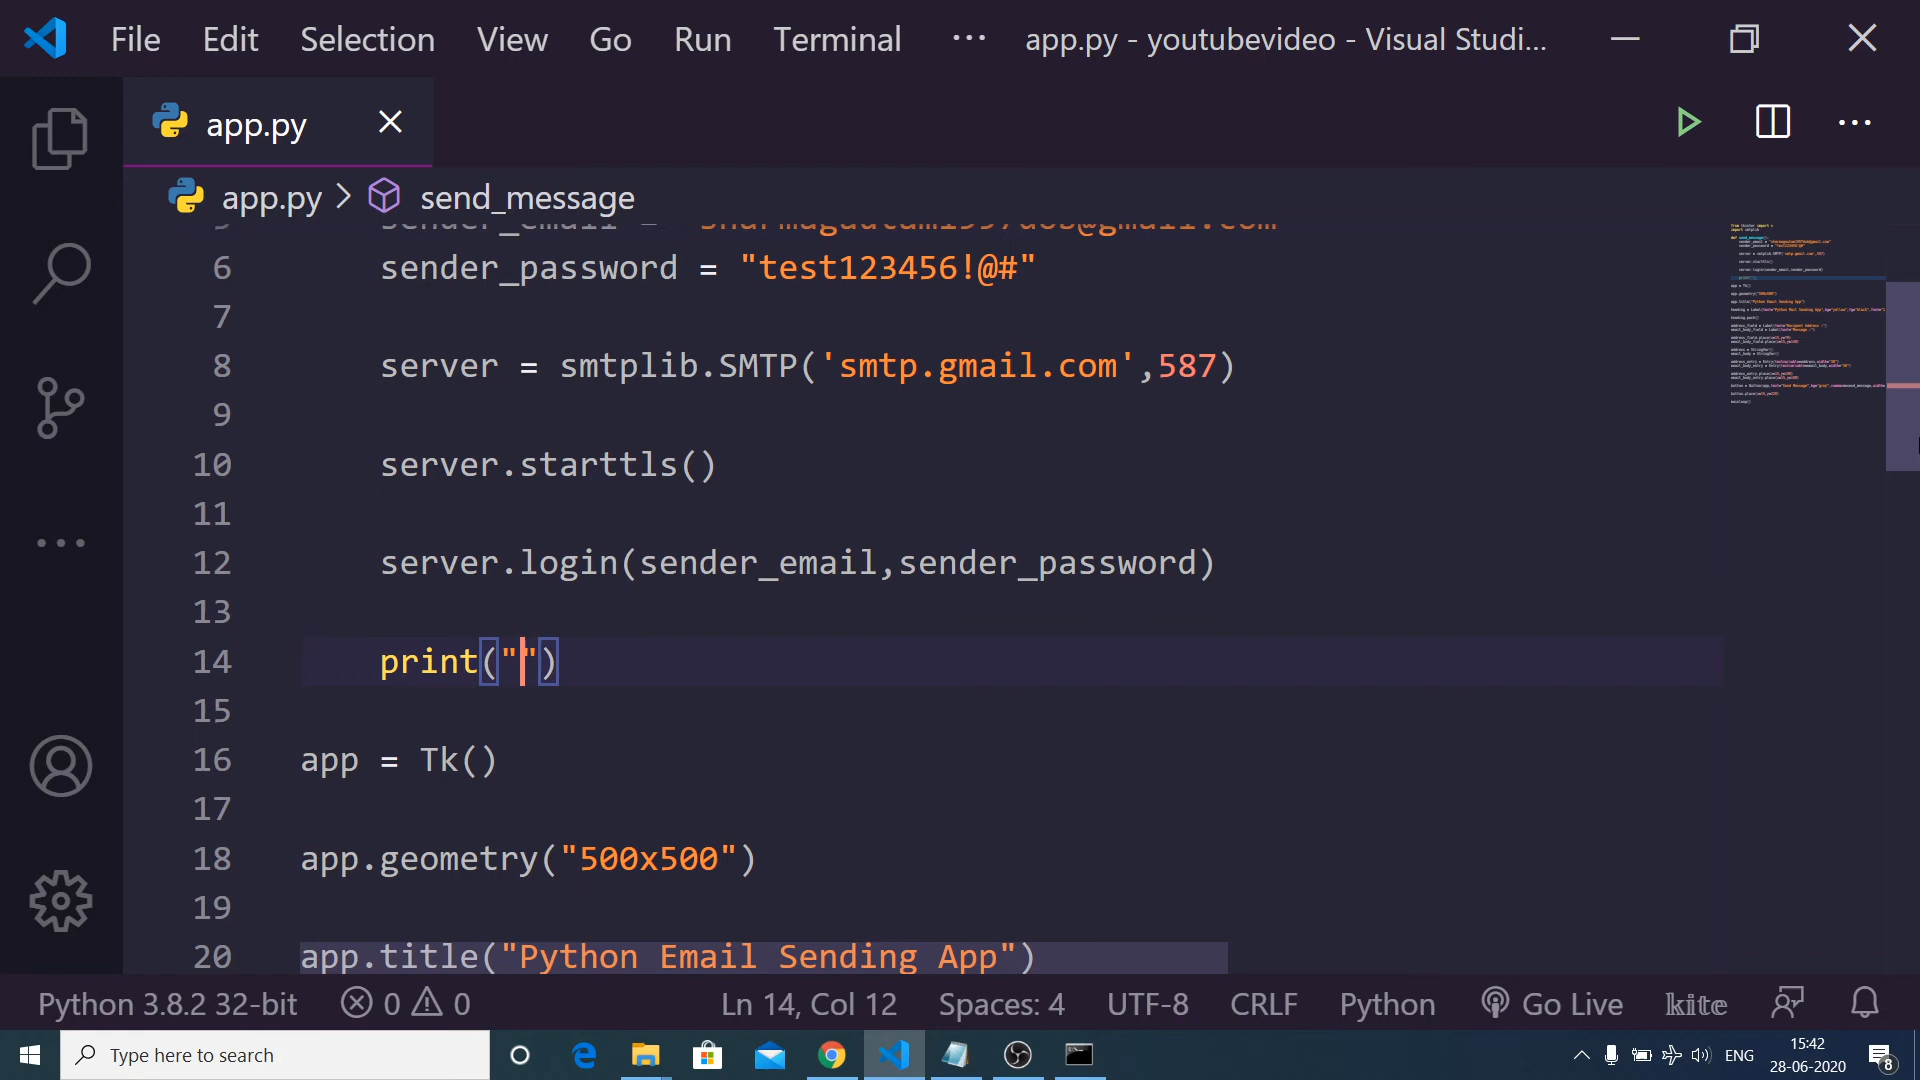 File Edit Selection View Go Run Terminal ··· app.py - youtubevideo - Visual Studi...
app.py
app.py > send_message
6 sender_password = "test123456!@#"
7
8 server = smtplib.SMTP('smtp.gmail.com',587)
9
10 server.starttls()
11
12 server.login(sender_email,sender_password)
13
14 print("")
15
16 app = Tk()
17
18 app.geometry("500x500")
19
20 app.title("Python Email Sending App")
Python 3.8.2 32-bit 0 0 Ln 14, Col 12 Spaces: 4 UTF-8 CRLF Python Go Live kite
Type here to search ENG 15:42
28-06-2020 8